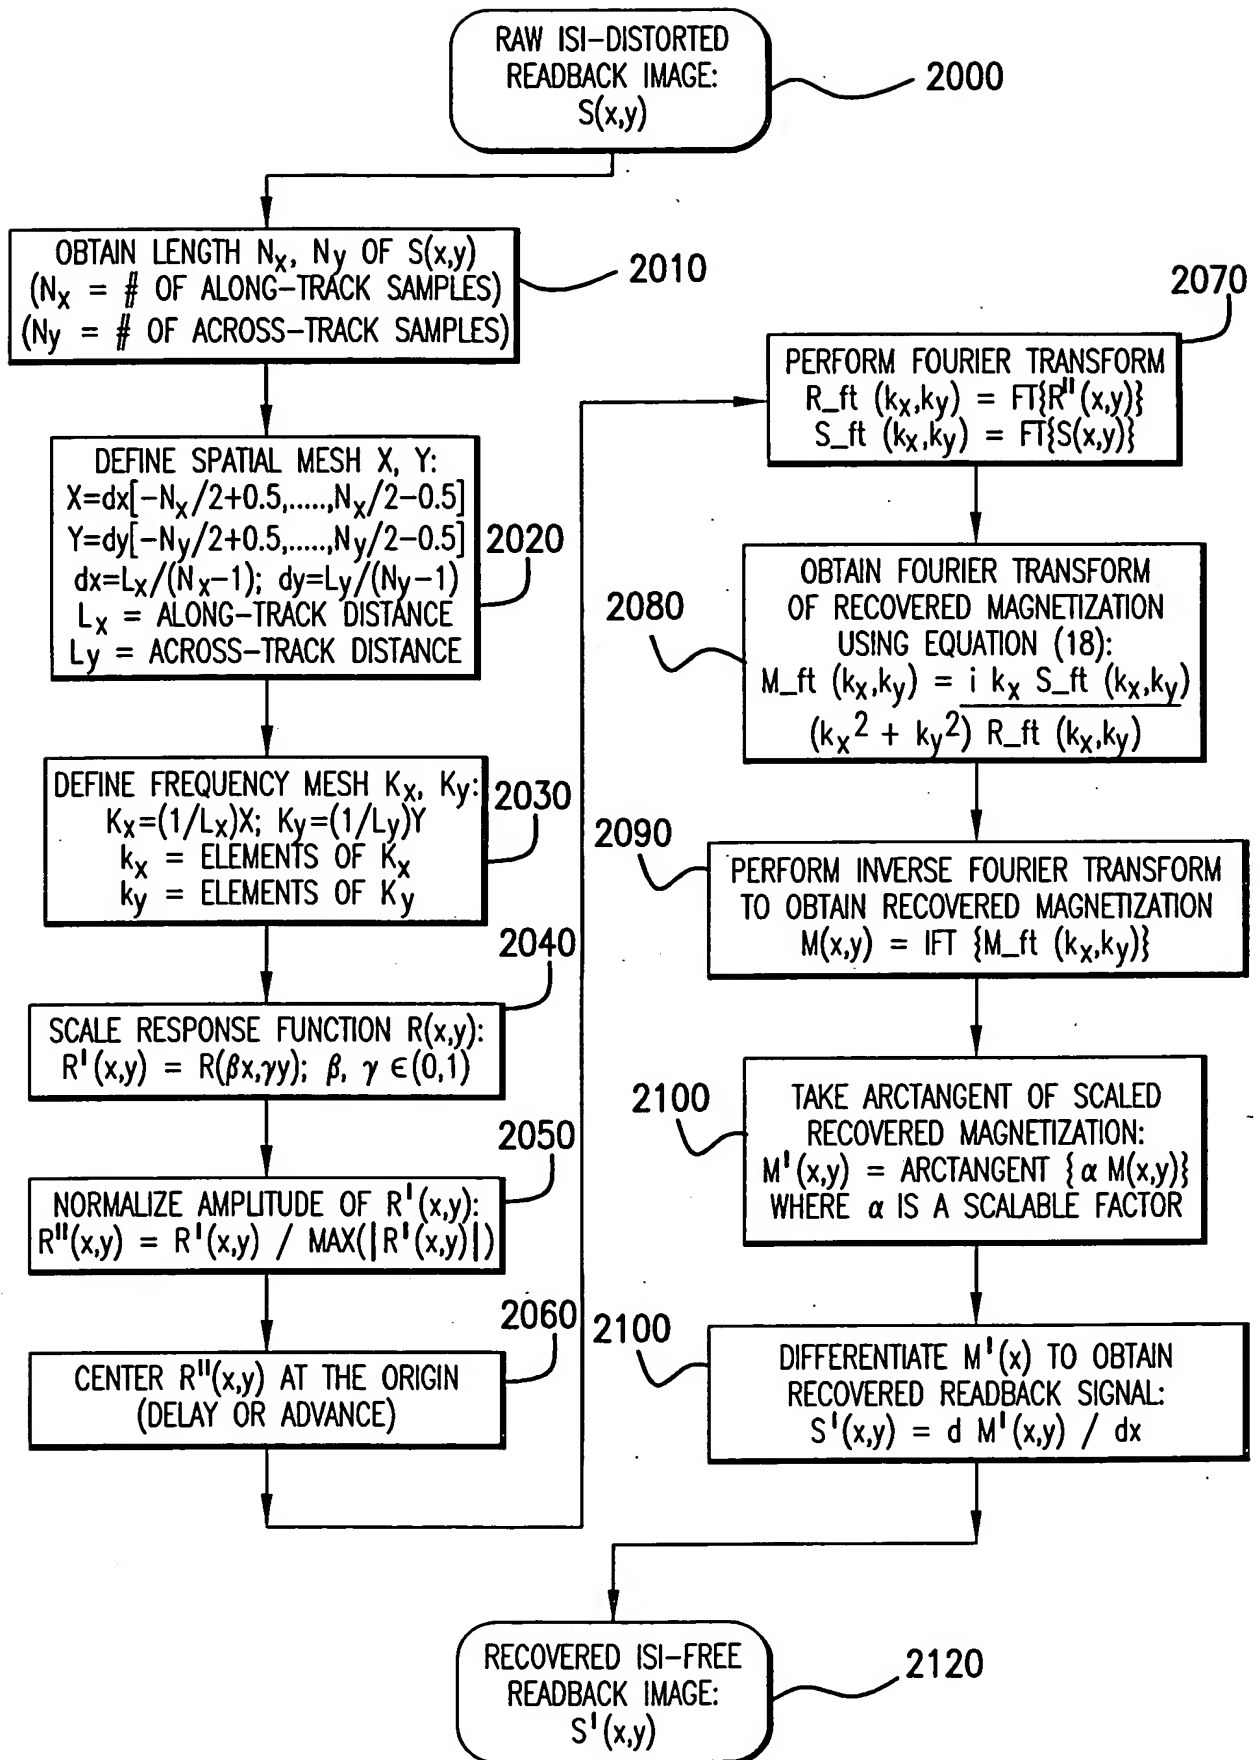 RAW ISI-DISTORTED
READBACK IMAGE:
S(x,y)
2000
OBTAIN LENGTH Nx, Ny OF S(x,y)
(Nx = # OF ALONG-TRACK SAMPLES)
(Ny = # OF ACROSS-TRACK SAMPLES)
2010
DEFINE SPATIAL MESH X, Y:
X=dx[-Nx/2+0.5,.....,Nx/2-0.5]
Y=dy[-Ny/2+0.5,.....,Ny/2-0.5]
dx=Lx/(Nx-1); dy=Ly/(Ny-1)
Lx = ALONG-TRACK DISTANCE
Ly = ACROSS-TRACK DISTANCE
2020
DEFINE FREQUENCY MESH Kx, Ky:
Kx=(1/Lx)X; Ky=(1/Ly)Y
kx = ELEMENTS OF Kx
ky = ELEMENTS OF Ky
2030
2040
SCALE RESPONSE FUNCTION R(x,y):
R'(x,y) = R(βx,γy); β, γ ∈(0,1)
2050
NORMALIZE AMPLITUDE OF R'(x,y):
R"(x,y) = R'(x,y) / MAX(|R'(x,y)|)
2060
CENTER R"(x,y) AT THE ORIGIN
(DELAY OR ADVANCE)
2070
PERFORM FOURIER TRANSFORM
R_ft (kx,ky) = FT{R"(x,y)}
S_ft (kx,ky) = FT{S(x,y)}
2080
OBTAIN FOURIER TRANSFORM
OF RECOVERED MAGNETIZATION
USING EQUATION (18):
M_ft (kx,ky) = i kx S_ft (kx,ky)
(kx² + ky²) R_ft (kx,ky)
2090
PERFORM INVERSE FOURIER TRANSFORM
TO OBTAIN RECOVERED MAGNETIZATION
M(x,y) = IFT {M_ft (kx,ky)}
2100
TAKE ARCTANGENT OF SCALED
RECOVERED MAGNETIZATION:
M'(x,y) = ARCTANGENT {α M(x,y)}
WHERE α IS A SCALABLE FACTOR
2100
DIFFERENTIATE M'(x) TO OBTAIN
RECOVERED READBACK SIGNAL:
S'(x,y) = d M'(x,y) / dx
RECOVERED ISI-FREE
READBACK IMAGE:
S'(x,y)
2120